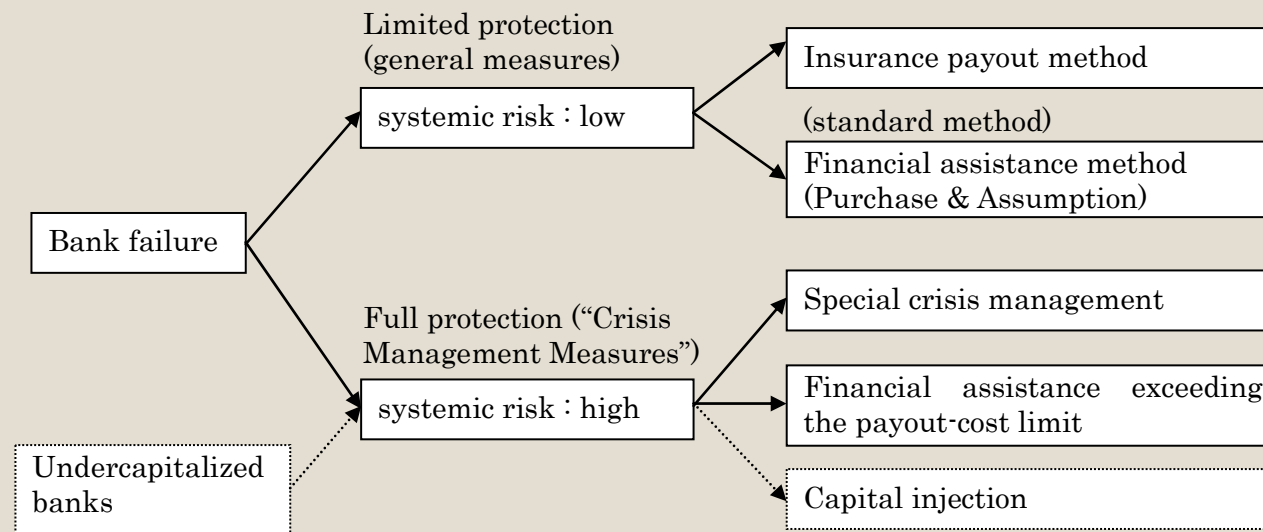 Limited protection
(general measures)
systemic risk : low
Insurance payout method
(standard method)
Financial assistance method
(Purchase & Assumption)
Bank failure
Full protection (“Crisis
Management Measures”)
systemic risk : high
Special crisis management
Financial assistance exceeding
the payout-cost limit
Undercapitalized
banks
Capital injection